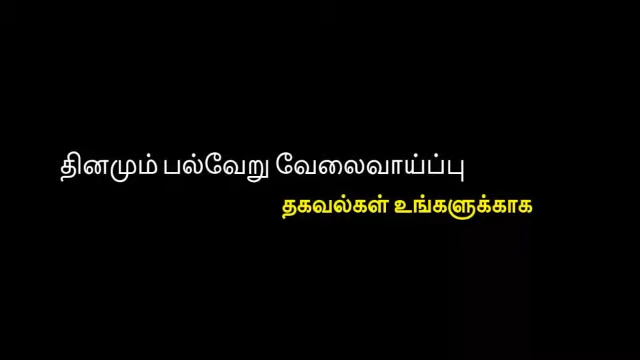 தினமும் பல்வேறு வேலைவாய்ப்பு
தகவல்கள் உங்களுக்காக